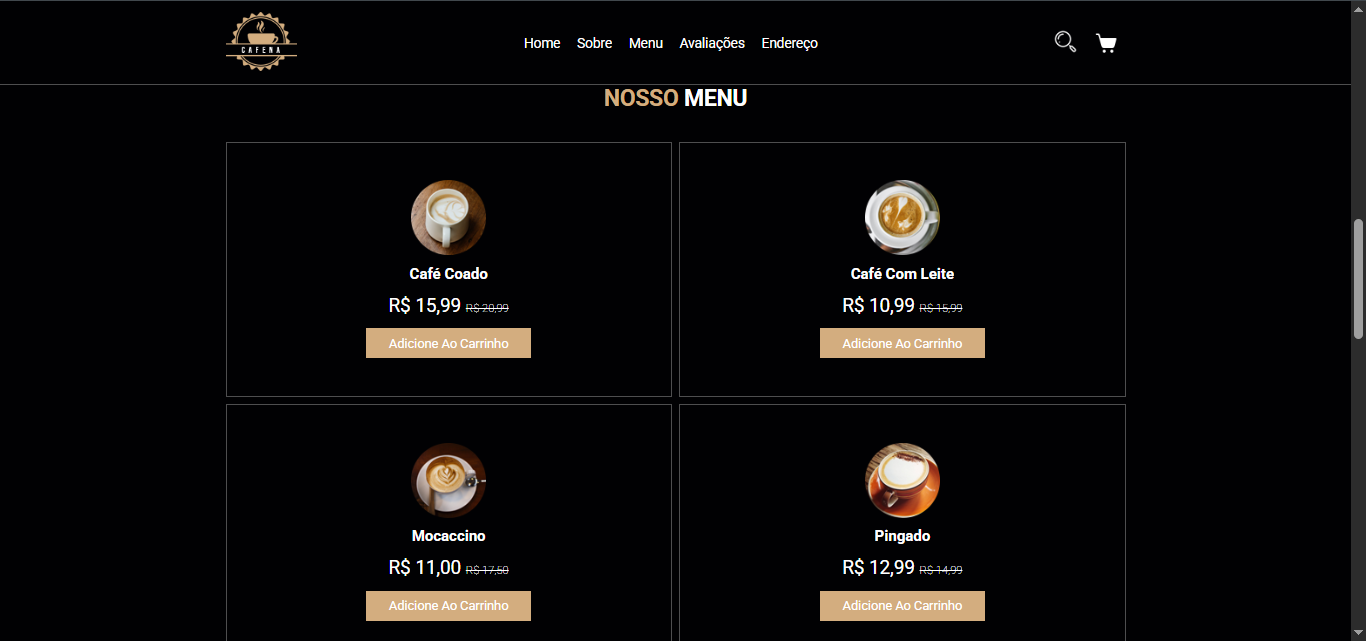 CAFENA
Home Sobre Menu Avaliações Endereço
NOSSO MENU
Café Coado
R$ 15,99 R$ 20,99
Adicione Ao Carrinho
Café Com Leite
R$ 10,99 R$ 15,99
Adicione Ao Carrinho
Mocaccino
R$ 11,00 R$ 17,50
Adicione Ao Carrinho
Pingado
R$ 12,99 R$ 14,99
Adicione Ao Carrinho